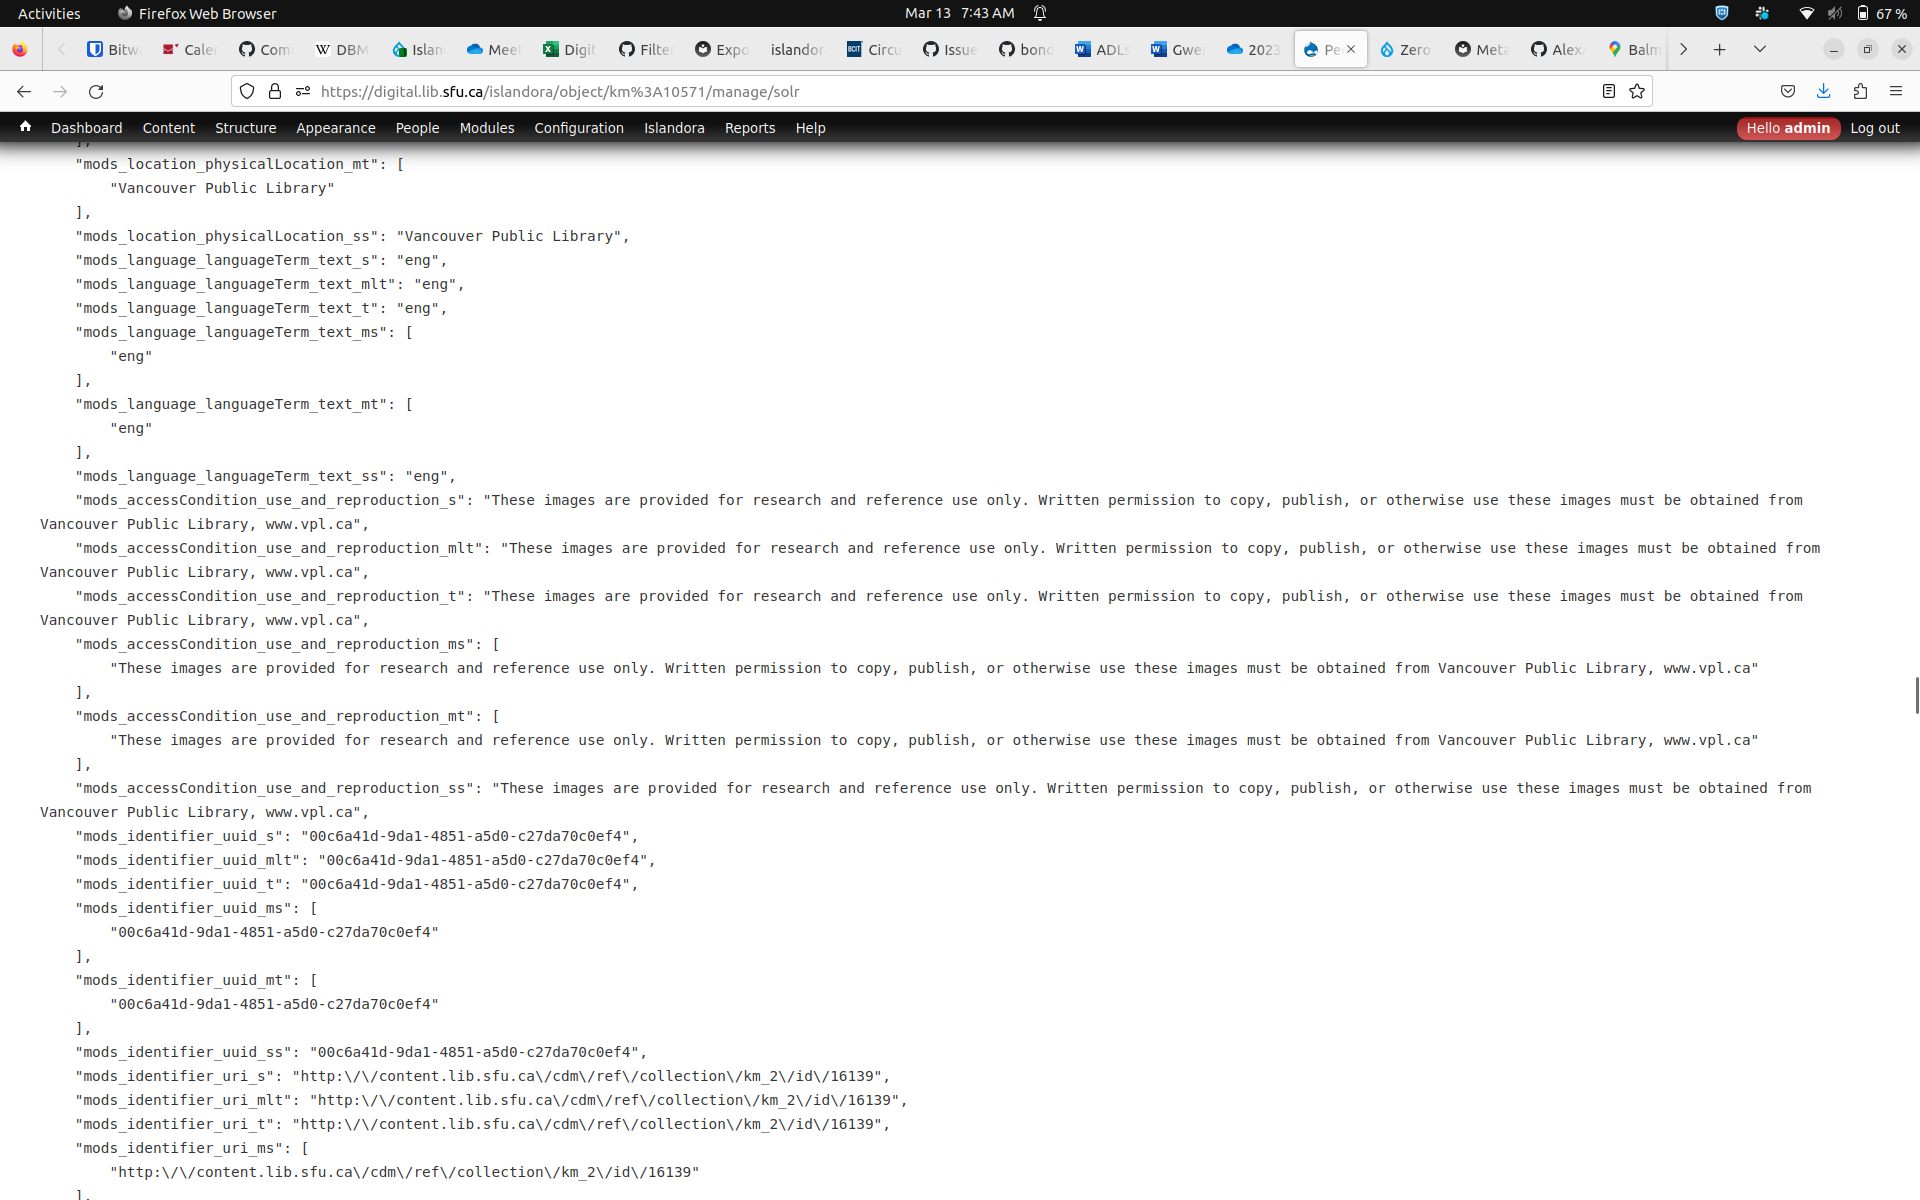 Activities Firefox Web Browser Mar 13 7:43 AM 67 %
Bitw Caler Com DBM Islan Mee Digit Filte Expo islandor Circu Issue bond ADLs Gwe 2023 Pe Zero Meta Alex Balm
https://digital.lib.sfu.ca/islandora/object/km%3A10571/manage/solr
Dashboard Content Structure Appearance People Modules Configuration Islandora Reports Help Hello admin Log out
],
"mods_location_physicalLocation_mt": [
"Vancouver Public Library"
],
"mods_location_physicalLocation_ss": "Vancouver Public Library",
"mods_language_languageTerm_text_s": "eng",
"mods_language_languageTerm_text_mlt": "eng",
"mods_language_languageTerm_text_t": "eng",
"mods_language_languageTerm_text_ms": [
"eng"
],
"mods_language_languageTerm_text_mt": [
"eng"
],
"mods_language_languageTerm_text_ss": "eng",
"mods_accessCondition_use_and_reproduction_s": "These images are provided for research and reference use only. Written permission to copy, publish, or otherwise use these images must be obtained from
Vancouver Public Library, www.vpl.ca",
"mods_accessCondition_use_and_reproduction_mlt": "These images are provided for research and reference use only. Written permission to copy, publish, or otherwise use these images must be obtained from
Vancouver Public Library, www.vpl.ca",
"mods_accessCondition_use_and_reproduction_t": "These images are provided for research and reference use only. Written permission to copy, publish, or otherwise use these images must be obtained from
Vancouver Public Library, www.vpl.ca",
"mods_accessCondition_use_and_reproduction_ms": [
"These images are provided for research and reference use only. Written permission to copy, publish, or otherwise use these images must be obtained from Vancouver Public Library, www.vpl.ca"
],
"mods_accessCondition_use_and_reproduction_mt": [
"These images are provided for research and reference use only. Written permission to copy, publish, or otherwise use these images must be obtained from Vancouver Public Library, www.vpl.ca"
],
"mods_accessCondition_use_and_reproduction_ss": "These images are provided for research and reference use only. Written permission to copy, publish, or otherwise use these images must be obtained from
Vancouver Public Library, www.vpl.ca",
"mods_identifier_uuid_s": "00c6a41d-9da1-4851-a5d0-c27da70c0ef4",
"mods_identifier_uuid_mlt": "00c6a41d-9da1-4851-a5d0-c27da70c0ef4",
"mods_identifier_uuid_t": "00c6a41d-9da1-4851-a5d0-c27da70c0ef4",
"mods_identifier_uuid_ms": [
"00c6a41d-9da1-4851-a5d0-c27da70c0ef4"
],
"mods_identifier_uuid_mt": [
"00c6a41d-9da1-4851-a5d0-c27da70c0ef4"
],
"mods_identifier_uuid_ss": "00c6a41d-9da1-4851-a5d0-c27da70c0ef4",
"mods_identifier_uri_s": "http:\/\/content.lib.sfu.ca\/cdm\/ref\/collection\/km_2\/id\/16139",
"mods_identifier_uri_mlt": "http:\/\/content.lib.sfu.ca\/cdm\/ref\/collection\/km_2\/id\/16139",
"mods_identifier_uri_t": "http:\/\/content.lib.sfu.ca\/cdm\/ref\/collection\/km_2\/id\/16139",
"mods_identifier_uri_ms": [
"http:\/\/content.lib.sfu.ca\/cdm\/ref\/collection\/km_2\/id\/16139"
],